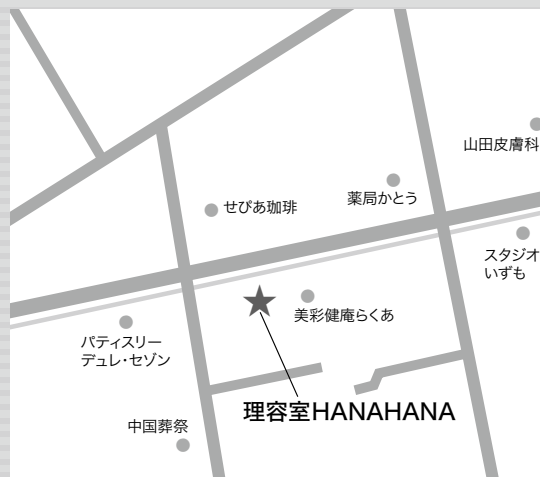 山田皮膚科
薬局かとう
せぴあ珈琲
スタジオ
いずも
美彩健庵らくあ
パティスリー
デュレ・セゾン
理容室HANAHANA
中国葬祭